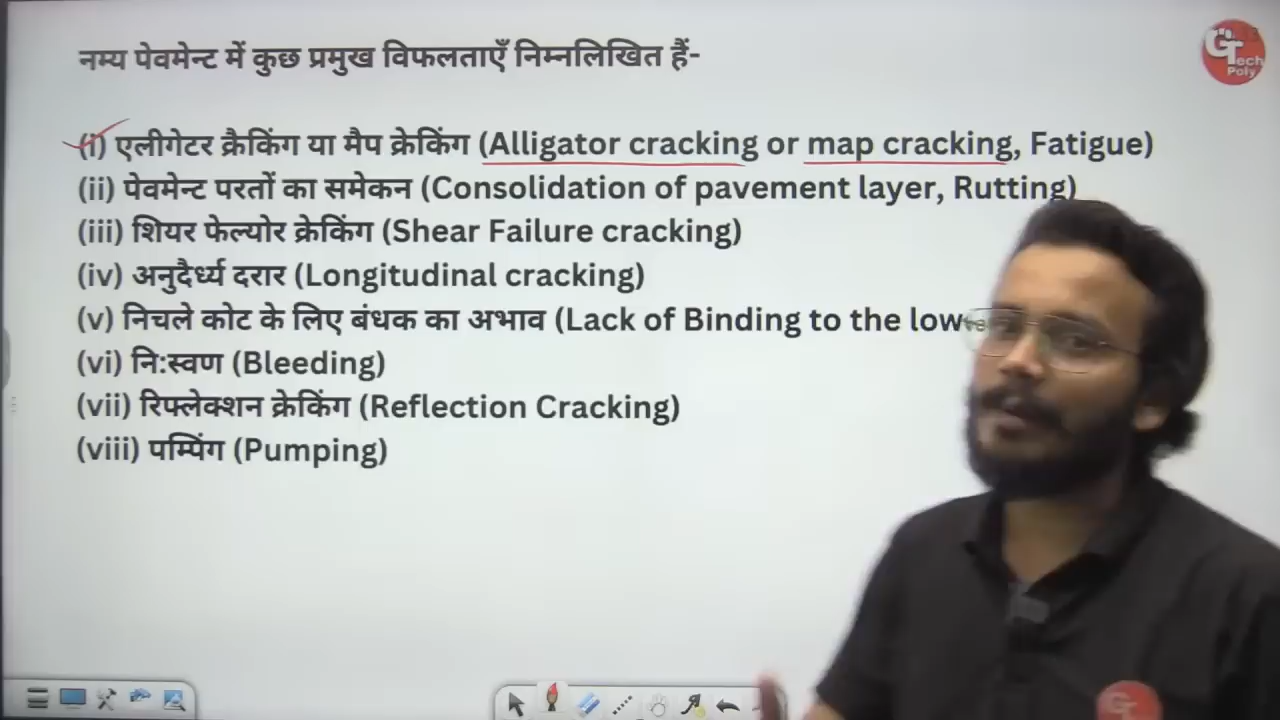 नम्य पेवमेन्ट में कुछ प्रमुख विफलताएँ निम्नलिखित हैं-
GTech
Poly
(i) एलीगेटर क्रैकिंग या मैप क्रेकिंग (Alligator cracking or map cracking, Fatigue)
(ii) पेवमेन्ट परतों का समेकन (Consolidation of pavement layer, Rutting)
(iii) शियर फेल्योर क्रेकिंग (Shear Failure cracking)
(iv) अनुदैर्ध्य दरार (Longitudinal cracking)
(v) निचले कोट के लिए बंधक का अभाव (Lack of Binding to the low
(vi) नि:स्वण (Bleeding)
(vii) रिफ्लेक्शन क्रेकिंग (Reflection Cracking)
(viii) पम्पिंग (Pumping)